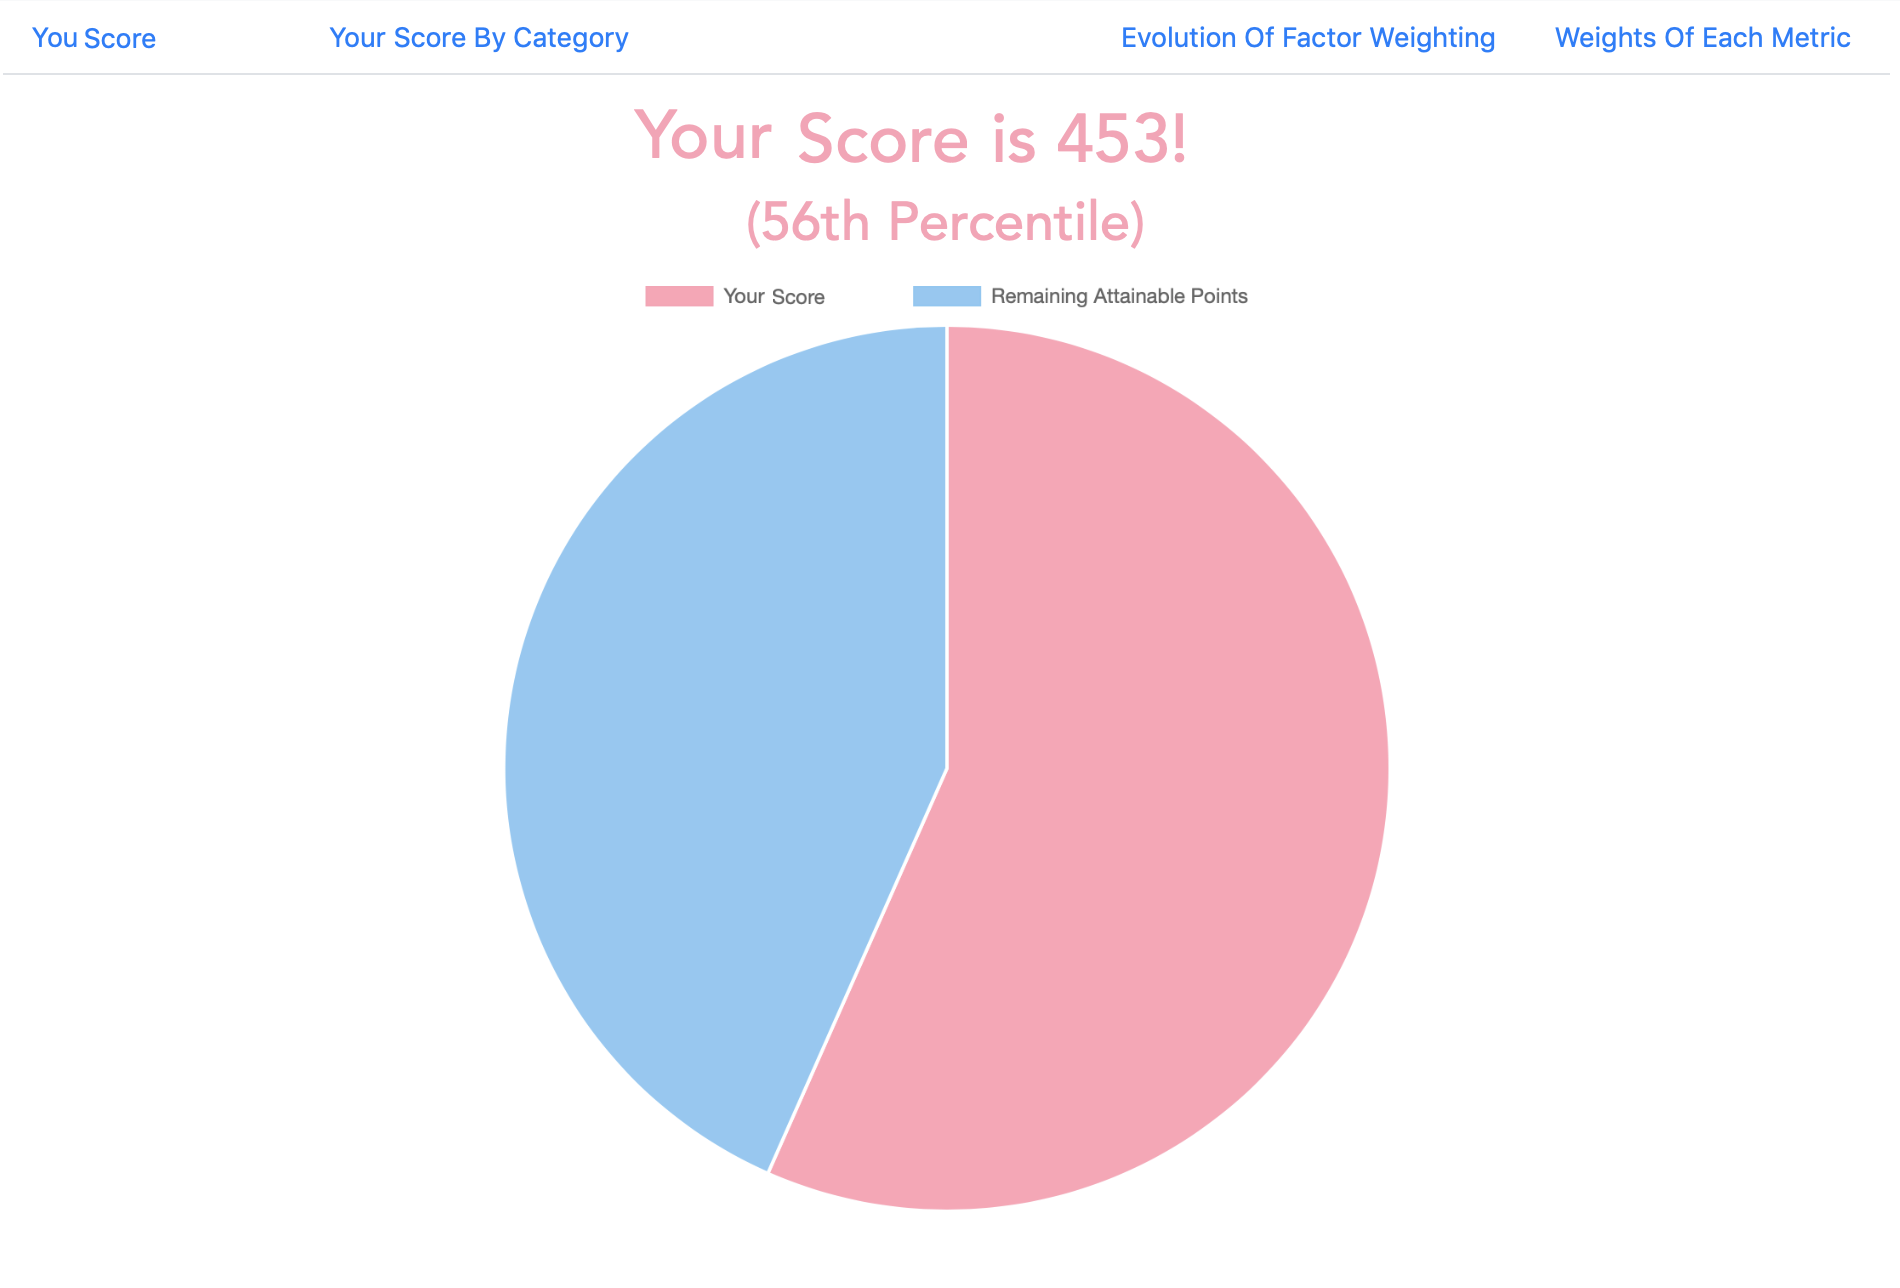 You Score Your Score By Category Evolution Of Factor Weighting Weights Of Each Metric
Your Score is 453!
(56th Percentile)
Your Score Remaining Attainable Points